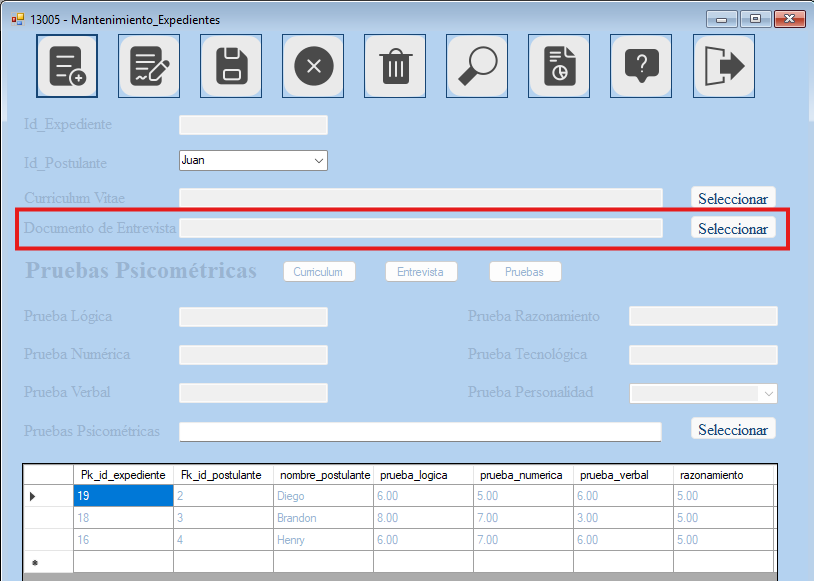 13005 - Mantenimiento_Expedientes
Id_Expediente
Id_Postulante Juan
Curriculum Vitae Seleccionar
Documento de Entrevista Seleccionar
Pruebas Psicométricas Curriculum Entrevista Pruebas
Prueba Lógica Prueba Razonamiento
Prueba Numérica Prueba Tecnológica
Prueba Verbal Prueba Personalidad
Pruebas Psicométricas Seleccionar
Pk_id_expediente Fk_id_postulante nombre_postulante prueba_logica prueba_numerica prueba_verbal razonamiento
19 2 Diego 6.00 5.00 6.00 5.00
18 3 Brandon 8.00 7.00 3.00 5.00
16 4 Henry 6.00 7.00 6.00 5.00